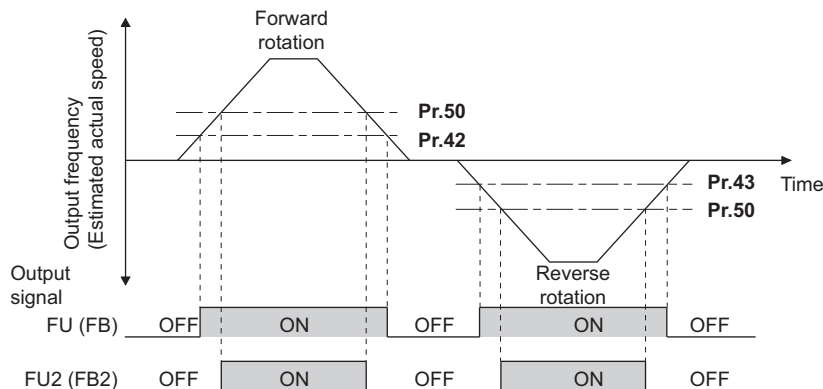 Forward
rotation
Pr.50
Pr.42
Output frequency
(Estimated actual speed)
Time
Pr.43
Pr.50
Output
signal
Reverse
rotation
FU (FB) OFF ON OFF ON OFF
FU2 (FB2) OFF ON OFF ON OFF